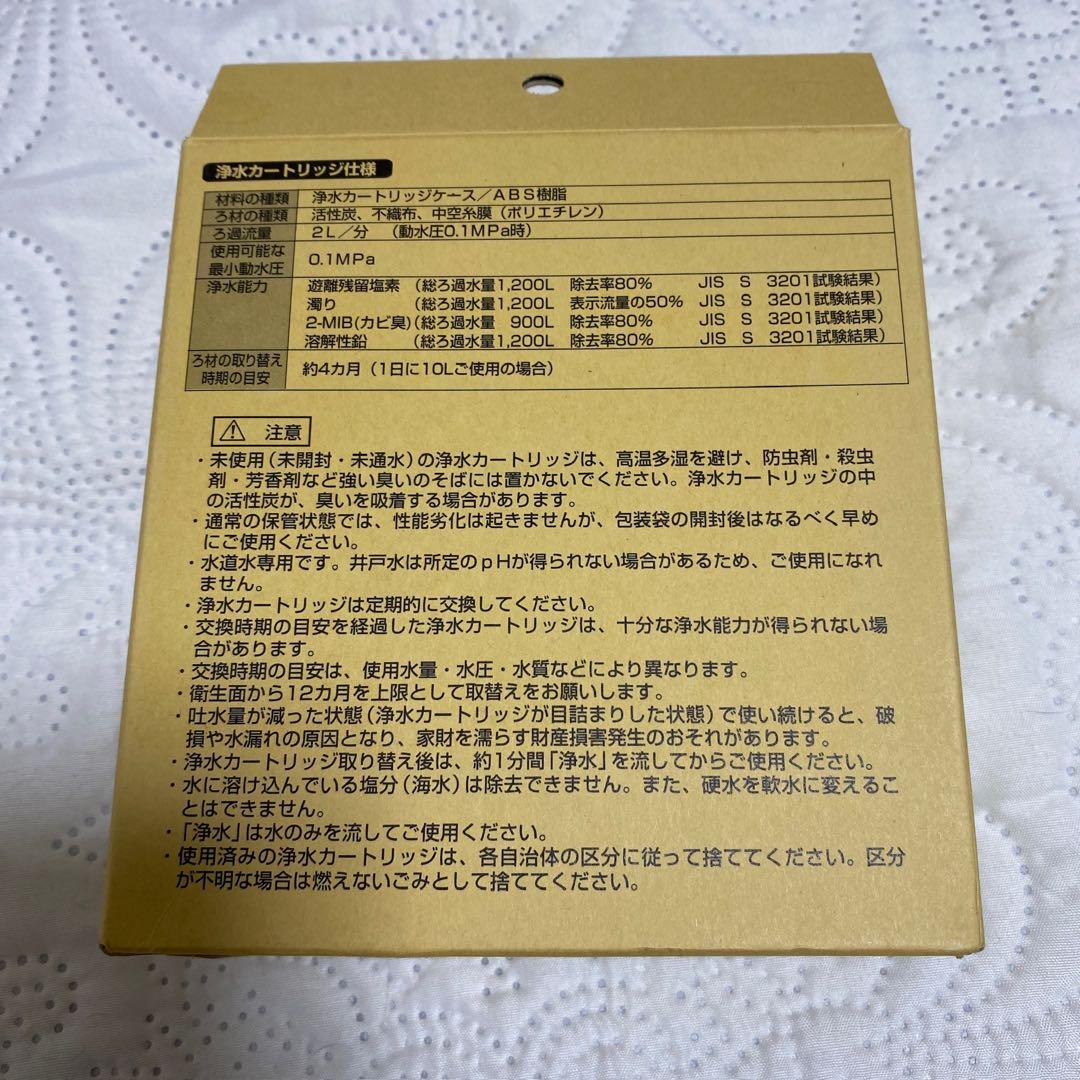 浄水カートリッジ仕様
材料の種類 浄水カートリッジケース/ABS樹脂
ろ材の種類 活性炭、不織布、中空糸膜(ポリエチレン)
ろ過流量 2L/分 (動水圧0.1MPa時)
使用可能な
最小動水圧 0.1MPa
浄水能力 遊離残留塩素 (総ろ過水量1,200L 除去率80% JIS S 3201試験結果)
濁り (総ろ過水量1,200L 表示流量の50% JIS S 3201試験結果)
2-MIB(カビ臭)(総ろ過水量 900L 除去率80% JIS S 3201試験結果)
溶解性鉛 (総ろ過水量1,200L 除去率80% JIS S 3201試験結果)
ろ材の取り替え
時期の目安 約4カ月(1日に10Lご使用の場合)
⚠ 注意
・未使用(未開封・未通水)の浄水カートリッジは、高温多湿を避け、防虫剤・殺虫
剤・芳香剤など強い臭いのそばには置かないでください。浄水カートリッジの中
の活性炭が、臭いを吸着する場合があります。
・通常の保管状態では、性能劣化は起きませんが、包装袋の開封後はなるべく早め
にご使用ください。
・水道水専用です。井戸水は所定のpHが得られない場合があるため、ご使用になれ
ません。
・浄水カートリッジは定期的に交換してください。
・交換時期の目安を経過した浄水カートリッジは、十分な浄水能力が得られない場
合があります。
・交換時期の目安は、使用水量・水圧・水質などにより異なります。
・衛生面から12カ月を上限として取替えをお願いします。
・吐水量が減った状態(浄水カートリッジが目詰まりした状態)で使い続けると、破
損や水漏れの原因となり、家財を濡らす財産損害発生のおそれがあります。
・浄水カートリッジ取り替え後は、約1分間「浄水」を流してからご使用ください。
・水に溶け込んでいる塩分(海水)は除去できません。また、硬水を軟水に変えるこ
とはできません。
・「浄水」は水のみを流してご使用ください。
・使用済みの浄水カートリッジは、各自治体の区分に従って捨ててください。区分
が不明な場合は燃えないごみとして捨ててください。